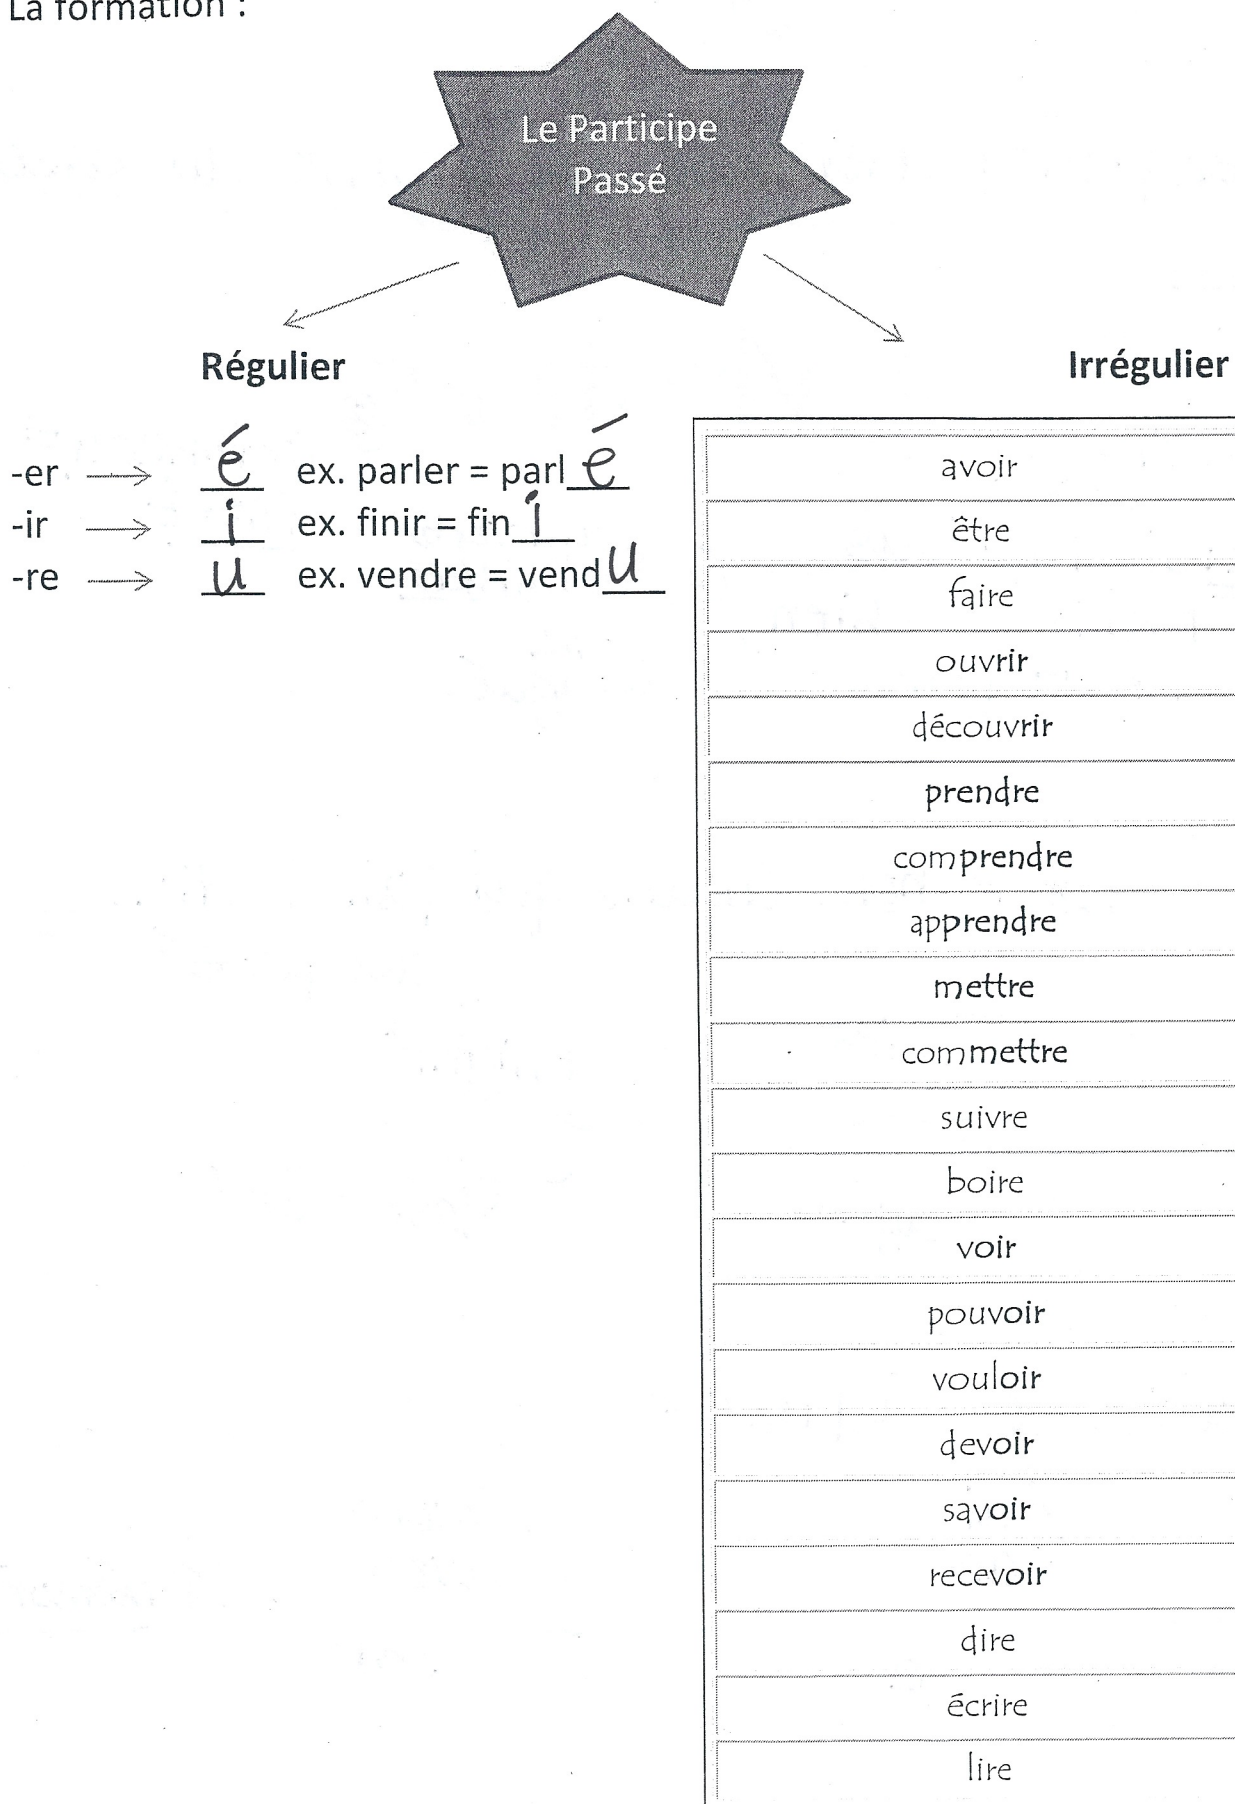 La formation :
Le Participe
Passé
Régulier
Irrégulier
-er → é ex. parler = parlé
-ir → i ex. finir = fini
-re → u ex. vendre = vendu
avoir
être
faire
ouvrir
découvrir
prendre
comprendre
apprendre
mettre
commettre
suivre
boire
voir
pouvoir
vouloir
devoir
savoir
recevoir
dire
écrire
lire